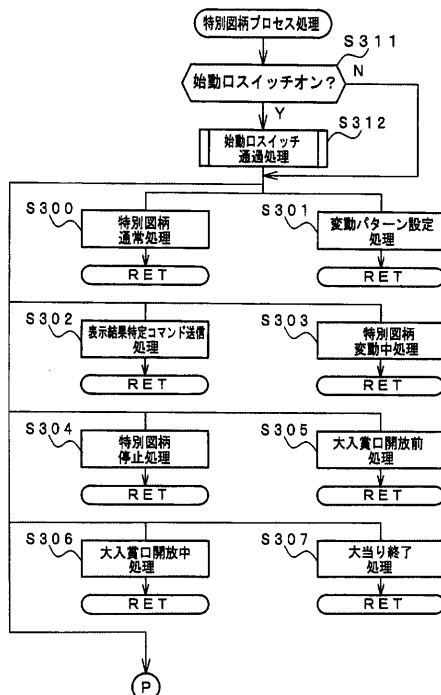 特別図柄プロセス処理
S311
始動口スイッチオン?
N
Y
S312
始動口スイッチ
通過処理
S300
特別図柄
通常処理
RET
S301
変動パターン設定
処理
RET
S302
表示結果特定コマンド送信
処理
RET
S303
特別図柄
変動中処理
RET
S304
特別図柄
停止処理
RET
S305
大入賞口開放前
処理
RET
S306
大入賞口開放中
処理
RET
S307
大当り終了
処理
RET
P